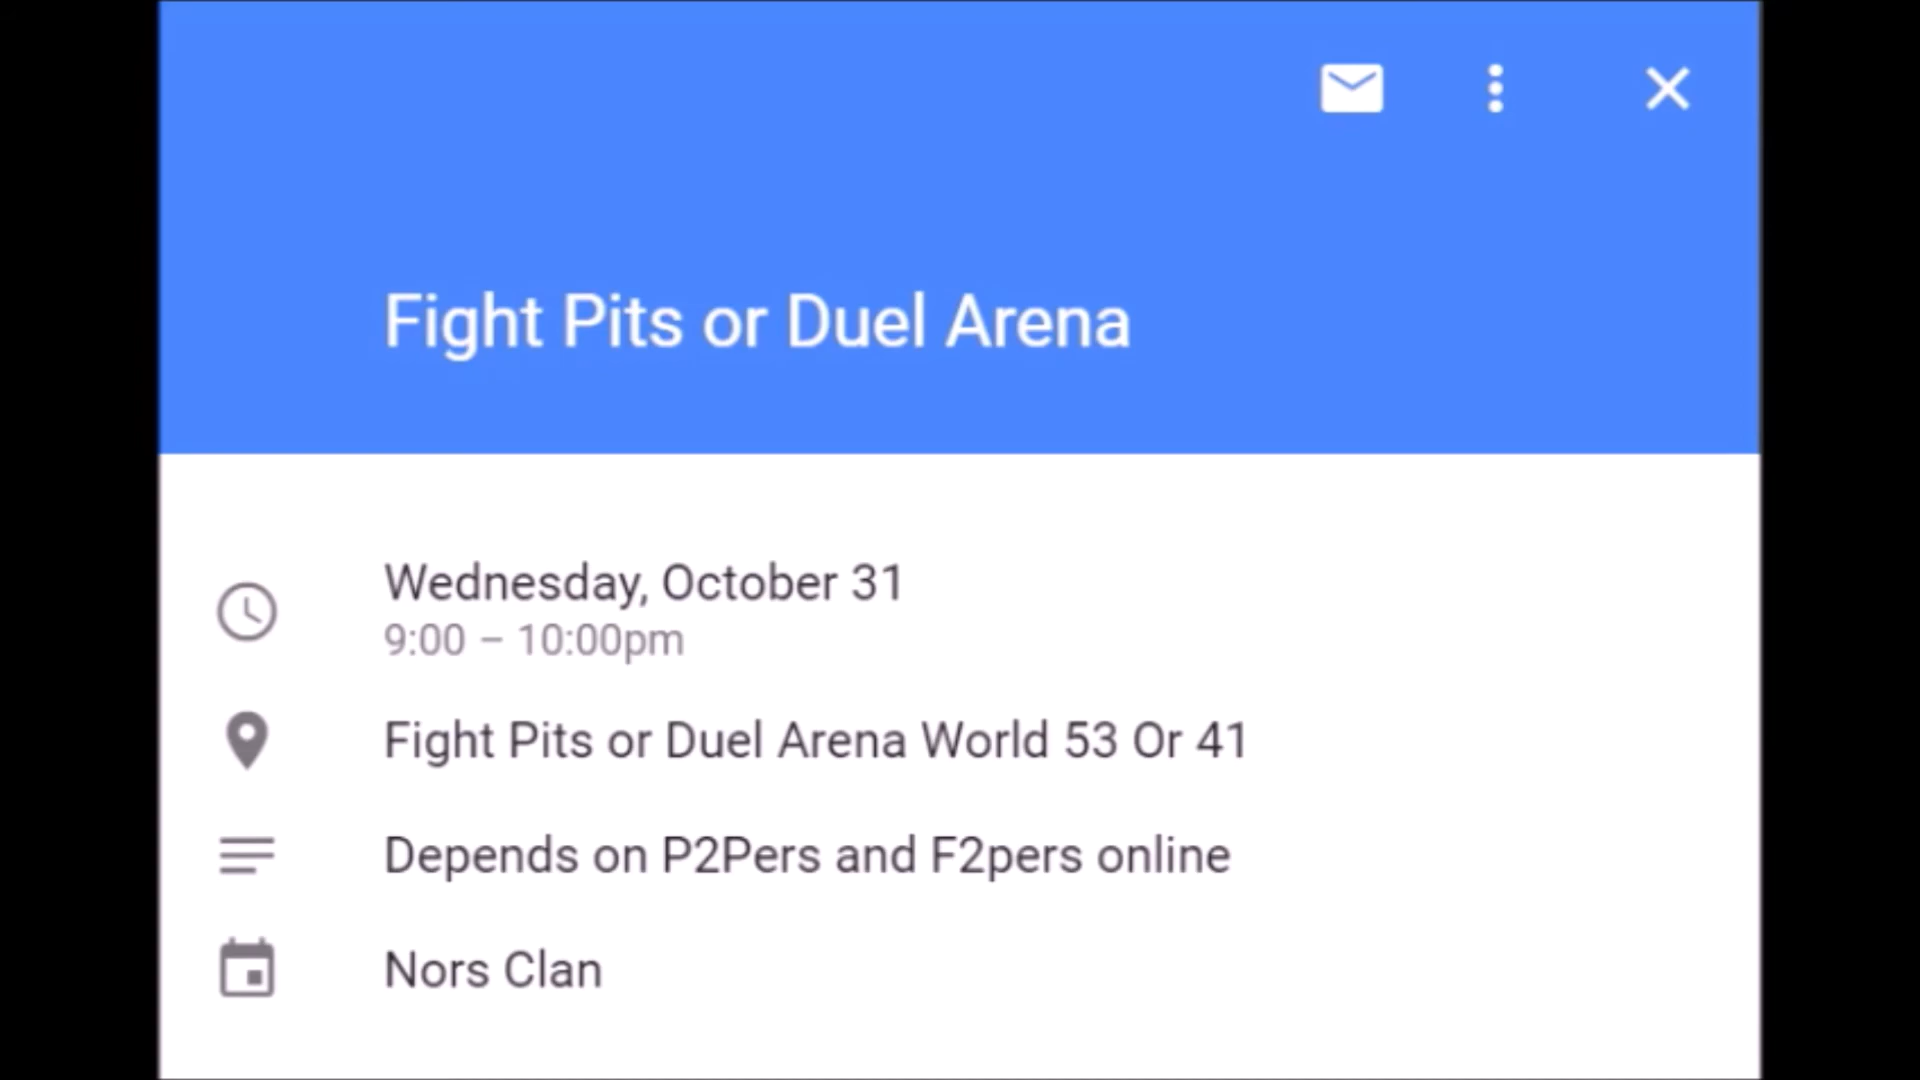 Fight Pits or Duel Arena
Wednesday, October 31
9:00 – 10:00pm
Fight Pits or Duel Arena World 53 Or 41
Depends on P2Pers and F2pers online
Nors Clan